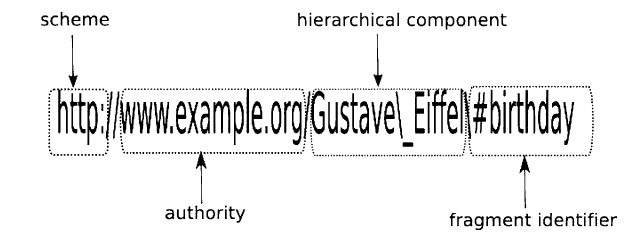 scheme hierarchical component
http://www.example.org/Gustave\_Eiffel\#birthday
authority
fragment identifier